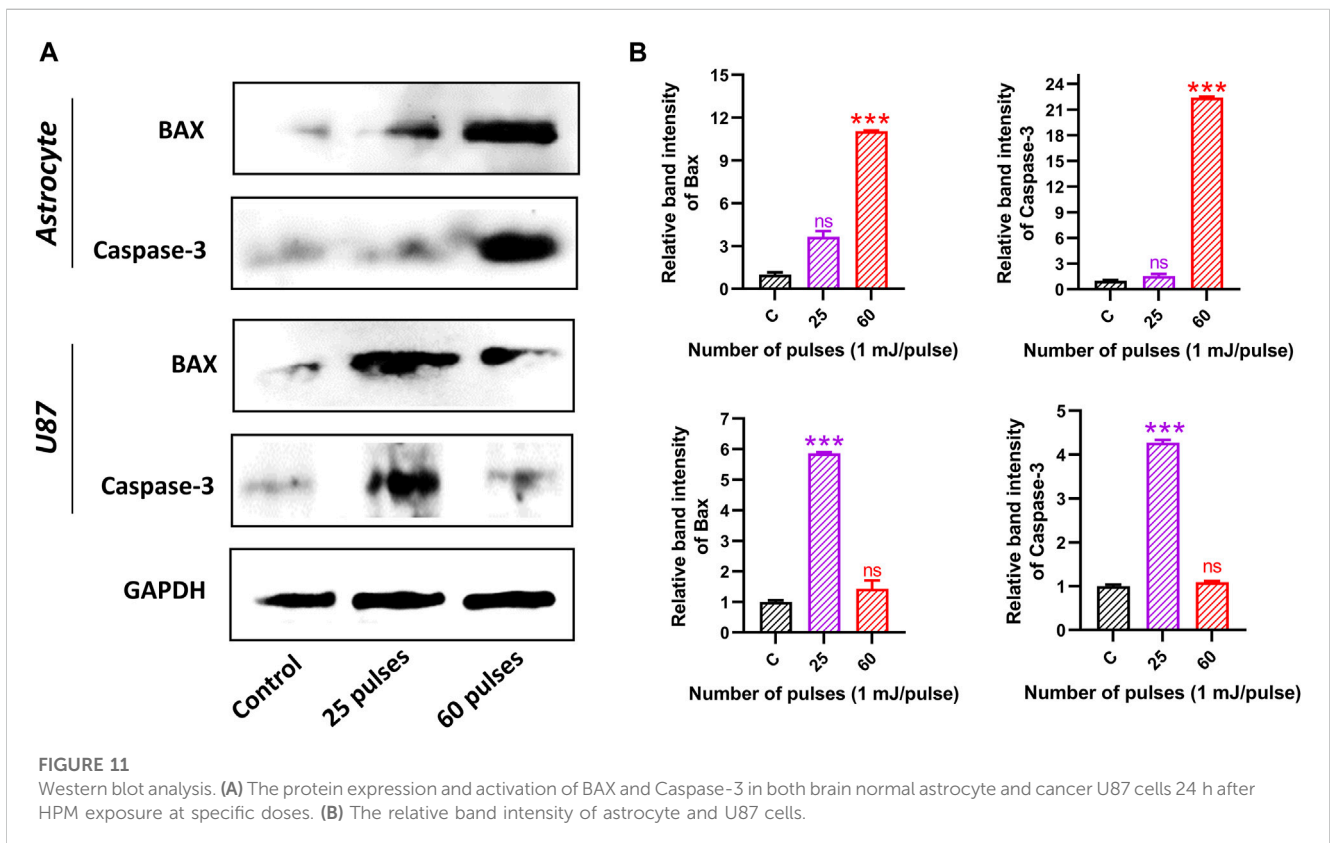 A
Astrocyte
BAX
Caspase-3
U87
BAX
Caspase-3
GAPDH
Control
25 pulses
60 pulses
B
Relative band intensity
of Bax
15
12
9
6
3
0
ns
***
C
25
60
Number of pulses (1 mJ/pulse)
Relative band intensity
of Caspase-3
24
21
18
15
12
9
6
3
0
ns
***
C
25
60
Number of pulses (1 mJ/pulse)
Relative band intensity
of Bax
7
6
5
4
3
2
1
0
***
ns
C
25
60
Number of pulses (1 mJ/pulse)
Relative band intensity
of Caspase-3
5
4
3
2
1
0
***
ns
C
25
60
Number of pulses (1 mJ/pulse)
FIGURE 11
Western blot analysis. (A) The protein expression and activation of BAX and Caspase-3 in both brain normal astrocyte and cancer U87 cells 24 h after
HPM exposure at specific doses. (B) The relative band intensity of astrocyte and U87 cells.